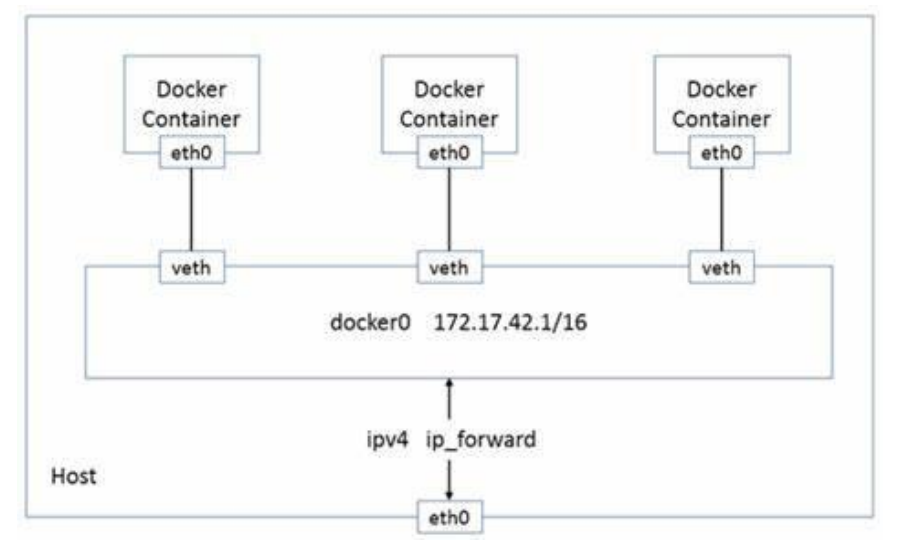 Docker
Container
eth0
Docker
Container
eth0
Docker
Container
eth0
veth
veth
veth
docker0 172.17.42.1/16
ipv4 ip_forward
Host
eth0